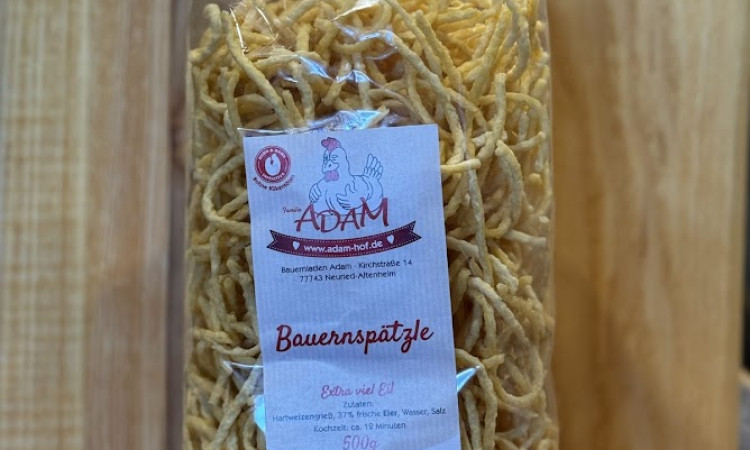 Familie
ADAM
www.adam-hof.de
Bauernladen Adam - Kirchstraße 14
77743 Neuried-Altenheim
Bauernspätzle
Extra viel Ei!
Zutaten:
Hartweizengrieß, 37% frische Eier, Wasser, Salz
Kochzeit: ca. 12 Minuten
500g